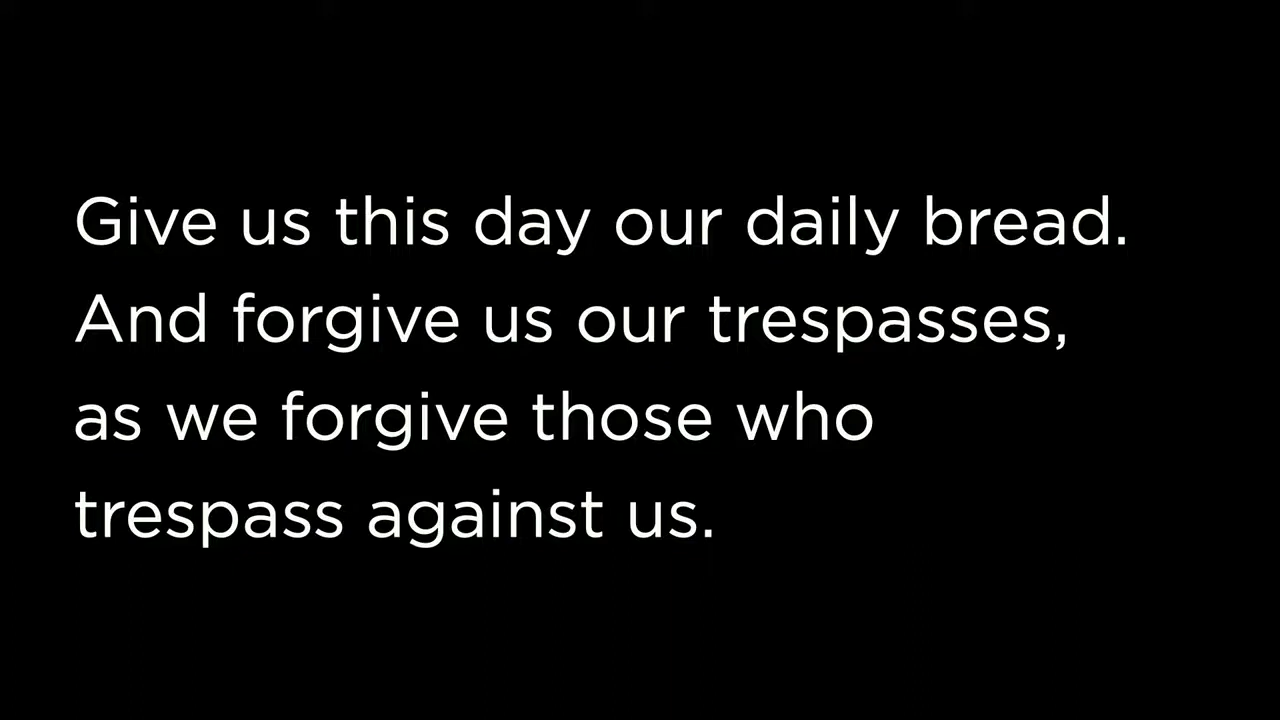 Give us this day our daily bread.
And forgive us our trespasses,
as we forgive those who
trespass against us.